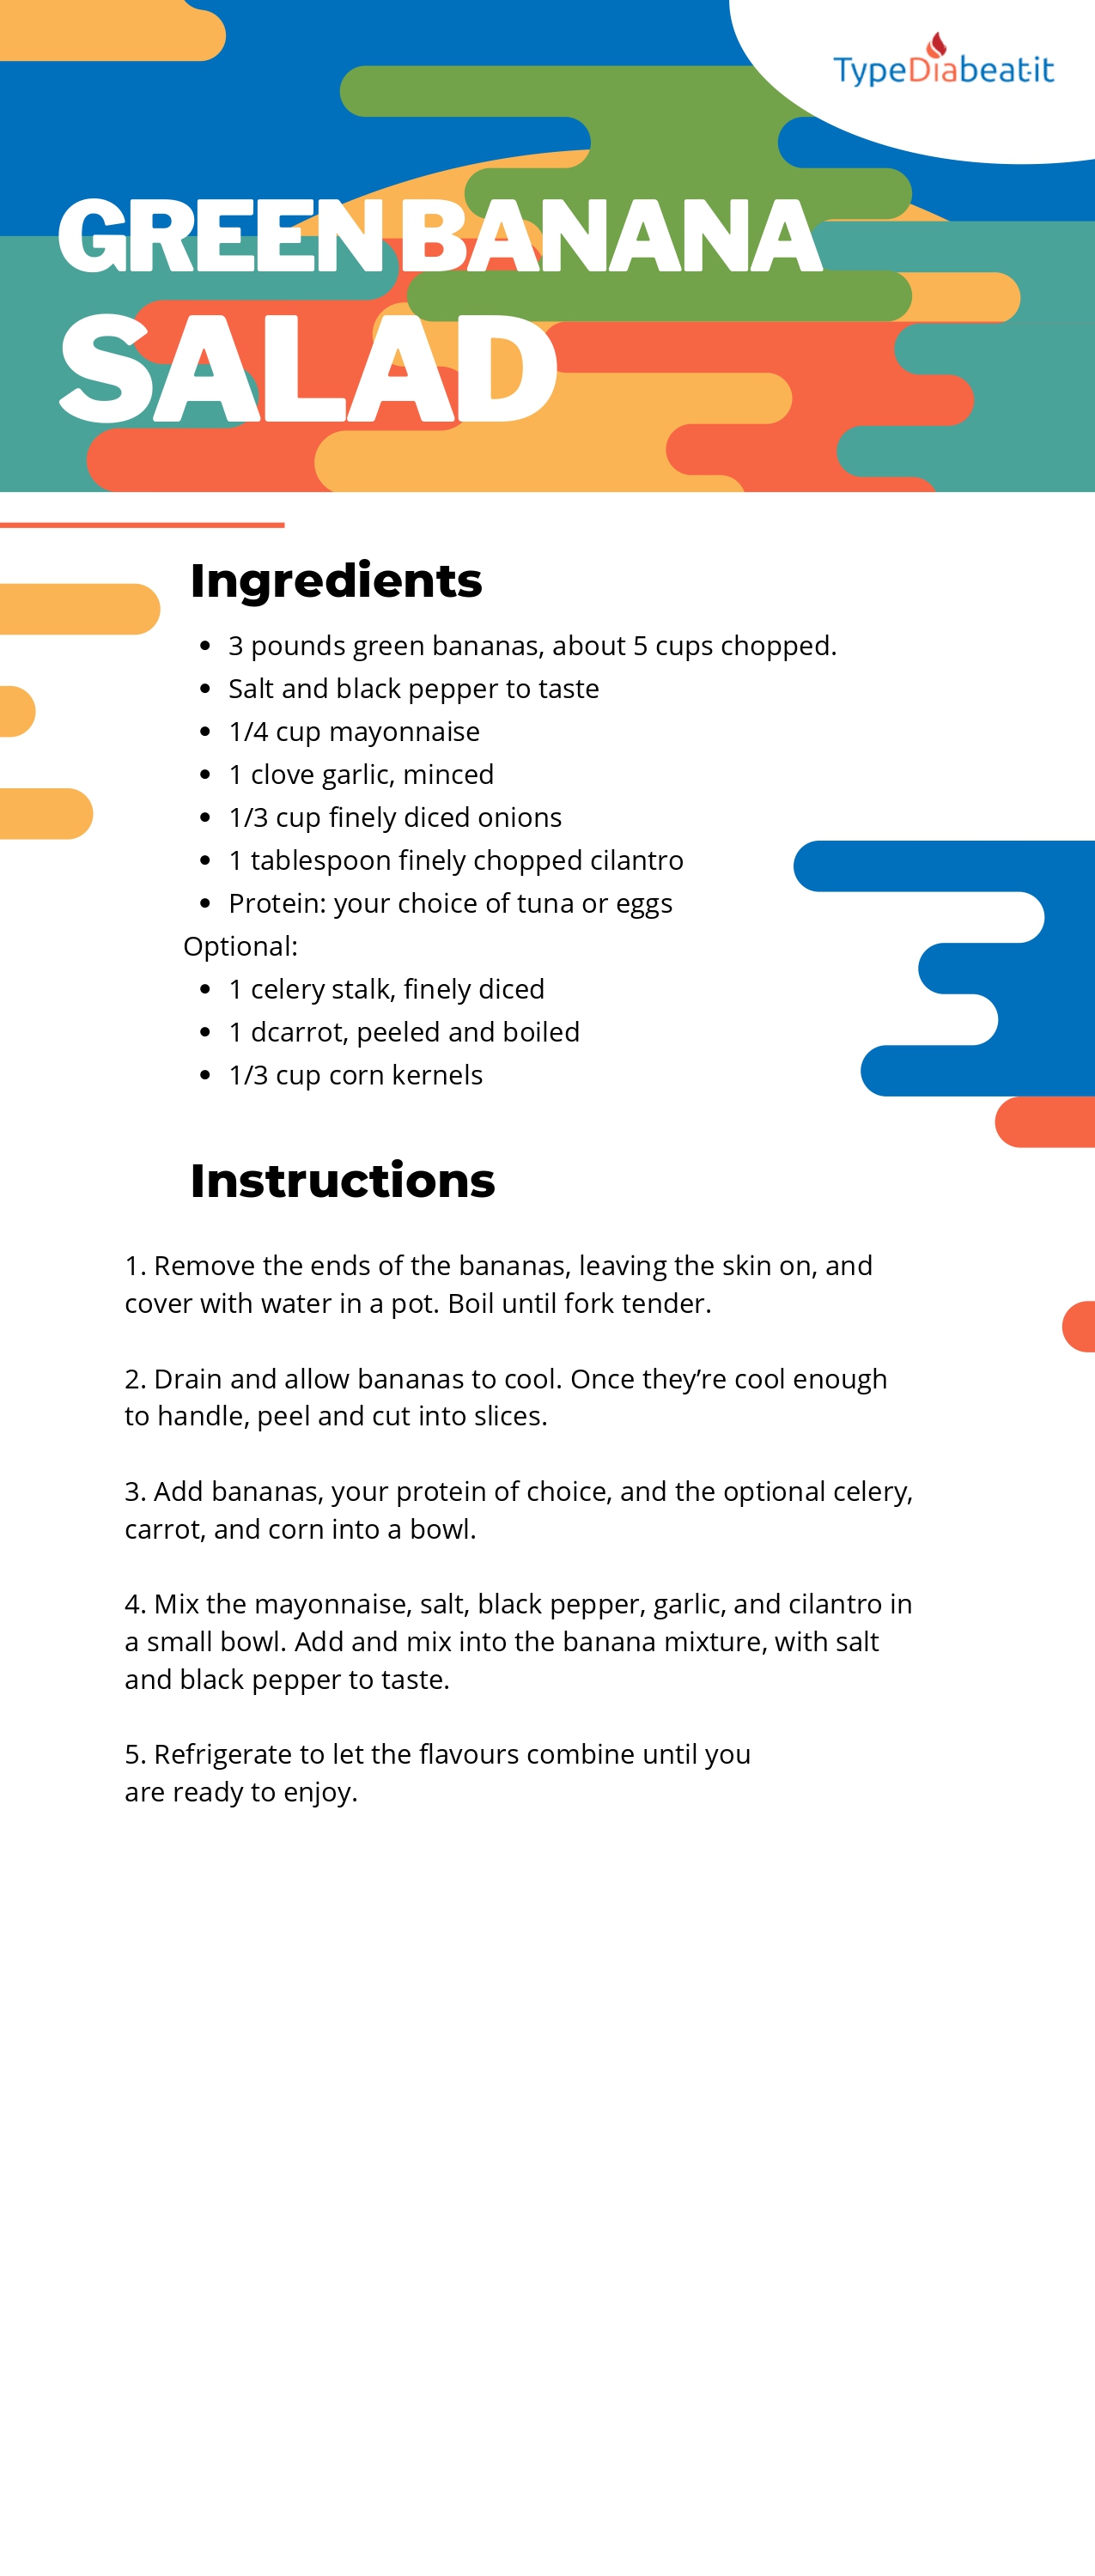 TypeDiabeat-it
GREEN BANANA
SALAD
Ingredients
• 3 pounds green bananas, about 5 cups chopped.
• Salt and black pepper to taste
• 1/4 cup mayonnaise
• 1 clove garlic, minced
• 1/3 cup finely diced onions
• 1 tablespoon finely chopped cilantro
• Protein: your choice of tuna or eggs
Optional:
• 1 celery stalk, finely diced
• 1 dcarrot, peeled and boiled
• 1/3 cup corn kernels
Instructions
1. Remove the ends of the bananas, leaving the skin on, and
cover with water in a pot. Boil until fork tender.
2. Drain and allow bananas to cool. Once they’re cool enough
to handle, peel and cut into slices.
3. Add bananas, your protein of choice, and the optional celery,
carrot, and corn into a bowl.
4. Mix the mayonnaise, salt, black pepper, garlic, and cilantro in
a small bowl. Add and mix into the banana mixture, with salt
and black pepper to taste.
5. Refrigerate to let the flavours combine until you
are ready to enjoy.